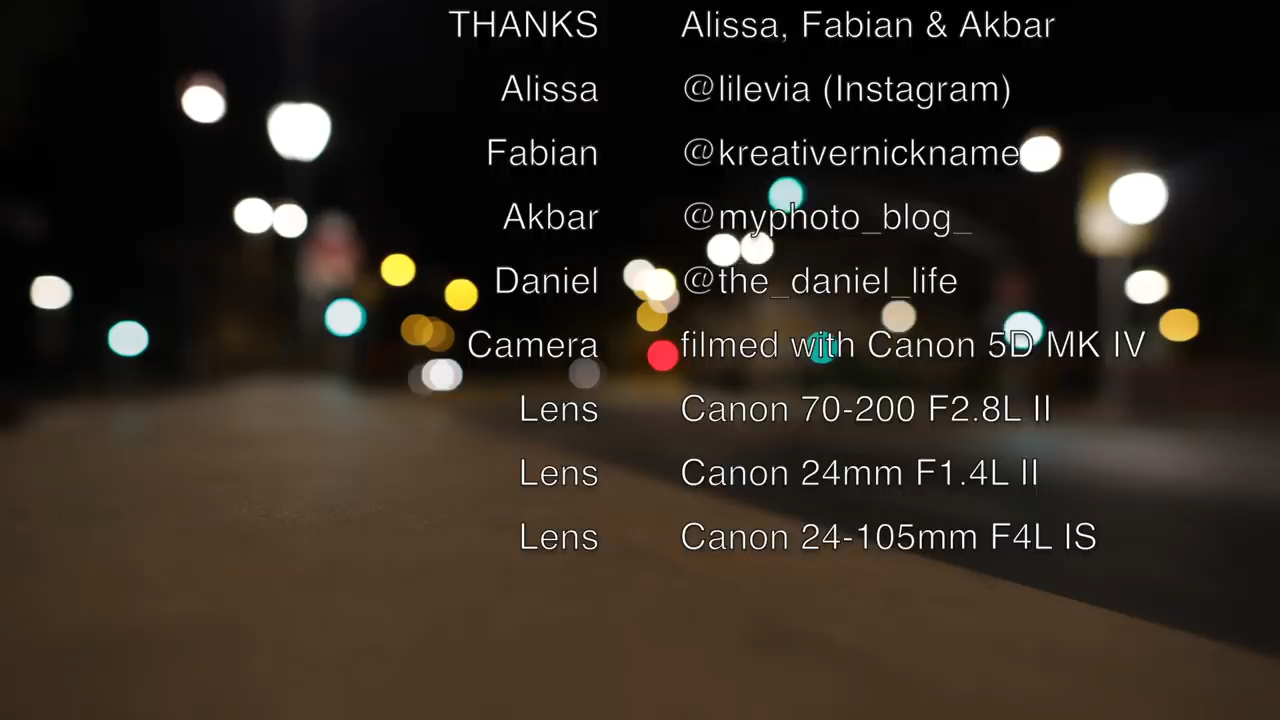 THANKS Alissa, Fabian & Akbar
Alissa @lilevia (Instagram)
Fabian @kreativernickname
Akbar @myphoto_blog_
Daniel @the_daniel_life
Camera filmed with Canon 5D MK IV
Lens Canon 70-200 F2.8L II
Lens Canon 24mm F1.4L II
Lens Canon 24-105mm F4L IS